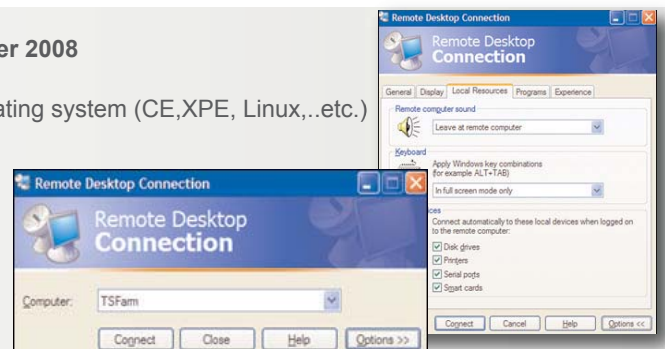 er 2008
ating system (CE,XPE, Linux,..etc.)
Remote Desktop Connection
Remote Desktop
Connection
General Display Local Resources Programs Experience
Remote computer sound
Leave at remote computer
Keyboard
Apply Windows key combinations
(for example ALT+TAB)
In full screen mode only
ces
Connect automatically to these local devices when logged on
to the remote computer:
Disk drives
Printers
Serial ports
Smart cards
Connect Cancel Help Options <<
Remote Desktop Connection
Remote Desktop
Connection
Computer: TSFarm
Connect Close Help Options >>